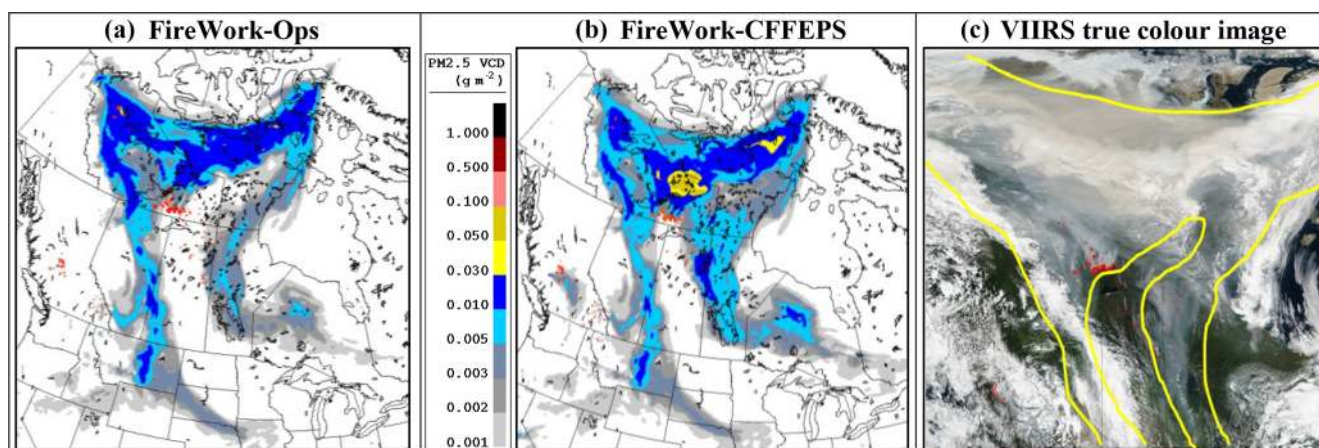 (a) FireWork-Ops
(b) FireWork-CFFEPS
(c) VIIRS true colour image
PM2.5 VCD
(g m⁻²)
1.000
0.500
0.100
0.050
0.030
0.010
0.005
0.003
0.002
0.001